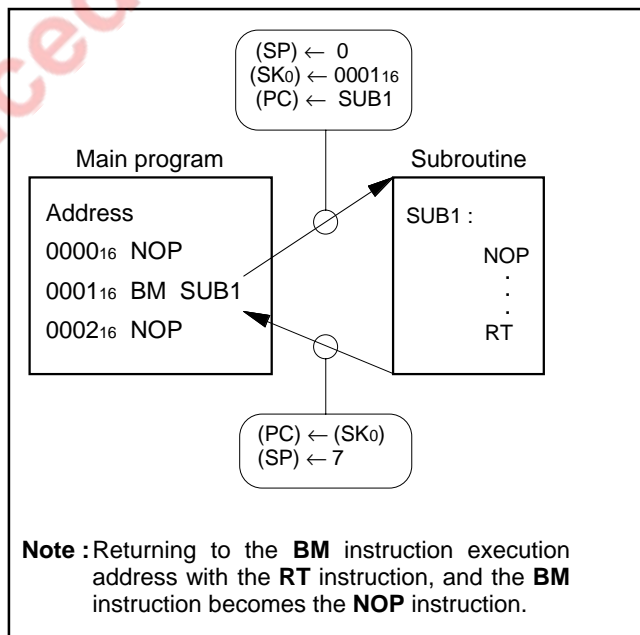 (SP) ← 0
(SK0) ← 000116
(PC) ← SUB1
Main program
Subroutine
Address
000016 NOP
000116 BM SUB1
000216 NOP
SUB1 :
NOP
.
.
.
RT
(PC) ← (SK0)
(SP) ← 7
Note : Returning to the BM instruction execution
address with the RT instruction, and the BM
instruction becomes the NOP instruction.